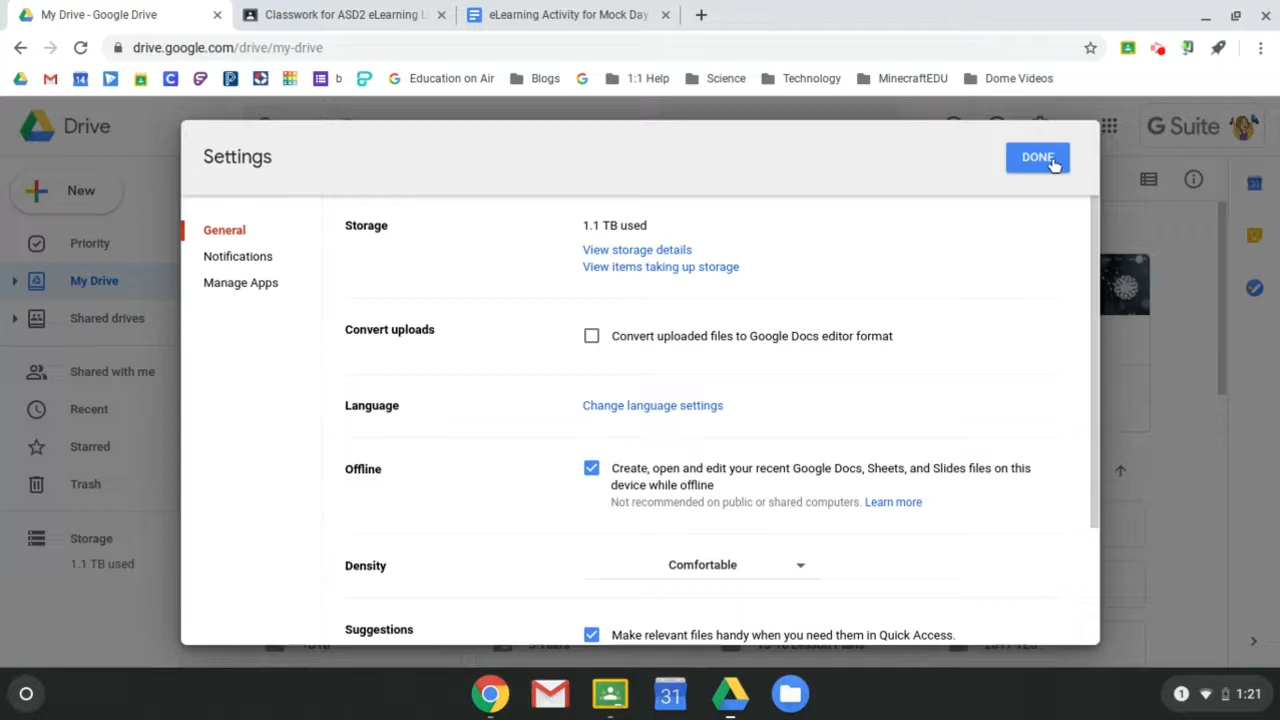 My Drive - Google Drive
Classwork for ASD2 eLearning
eLearning Activity for Mock Day
drive.google.com/drive/my-drive
b
Education on Air
Blogs
1:1 Help
Science
Technology
MinecraftEDU
Dome Videos
Drive
G Suite
Settings
DONE
New
Priority
My Drive
Shared drives
Shared with me
Recent
Starred
Trash
Storage
1.1 TB used
General
Notifications
Manage Apps
Storage
1.1 TB used
View storage details
View items taking up storage
Convert uploads
Convert uploaded files to Google Docs editor format
Language
Change language settings
Offline
Create, open and edit your recent Google Docs, Sheets, and Slides files on this
device while offline
Not recommended on public or shared computers. Learn more
Density
Comfortable
Suggestions
Make relevant files handy when you need them in Quick Access.
31
1
1:21